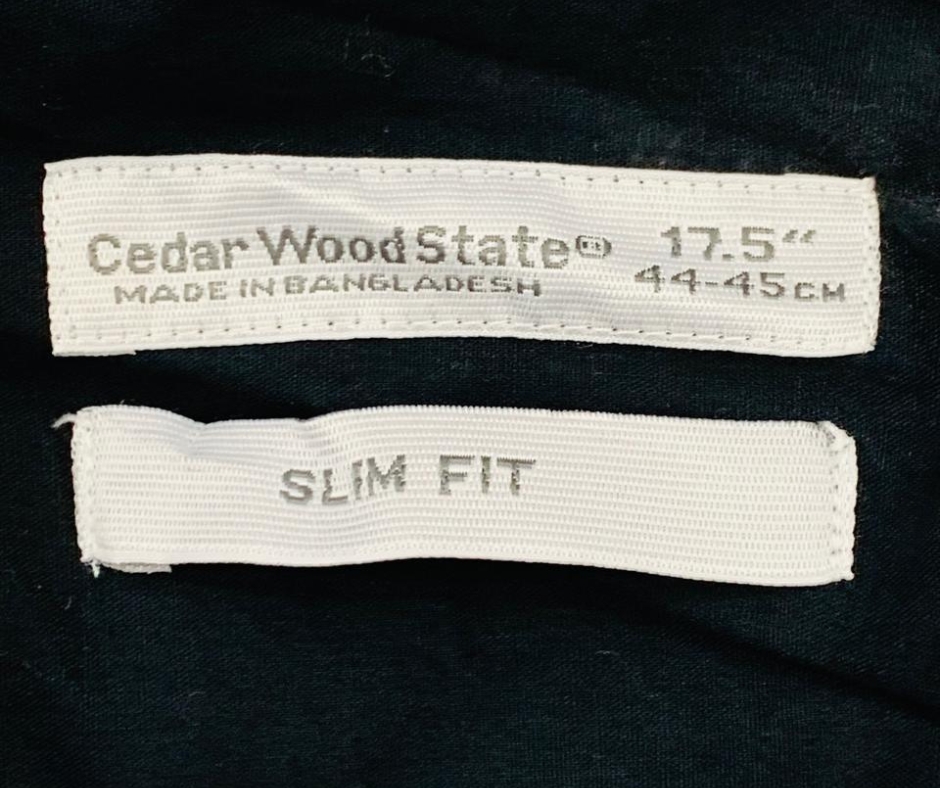 Cedar Wood State® 17.5“
MADE IN BANGLADESH 44-45CM
SLIM FIT